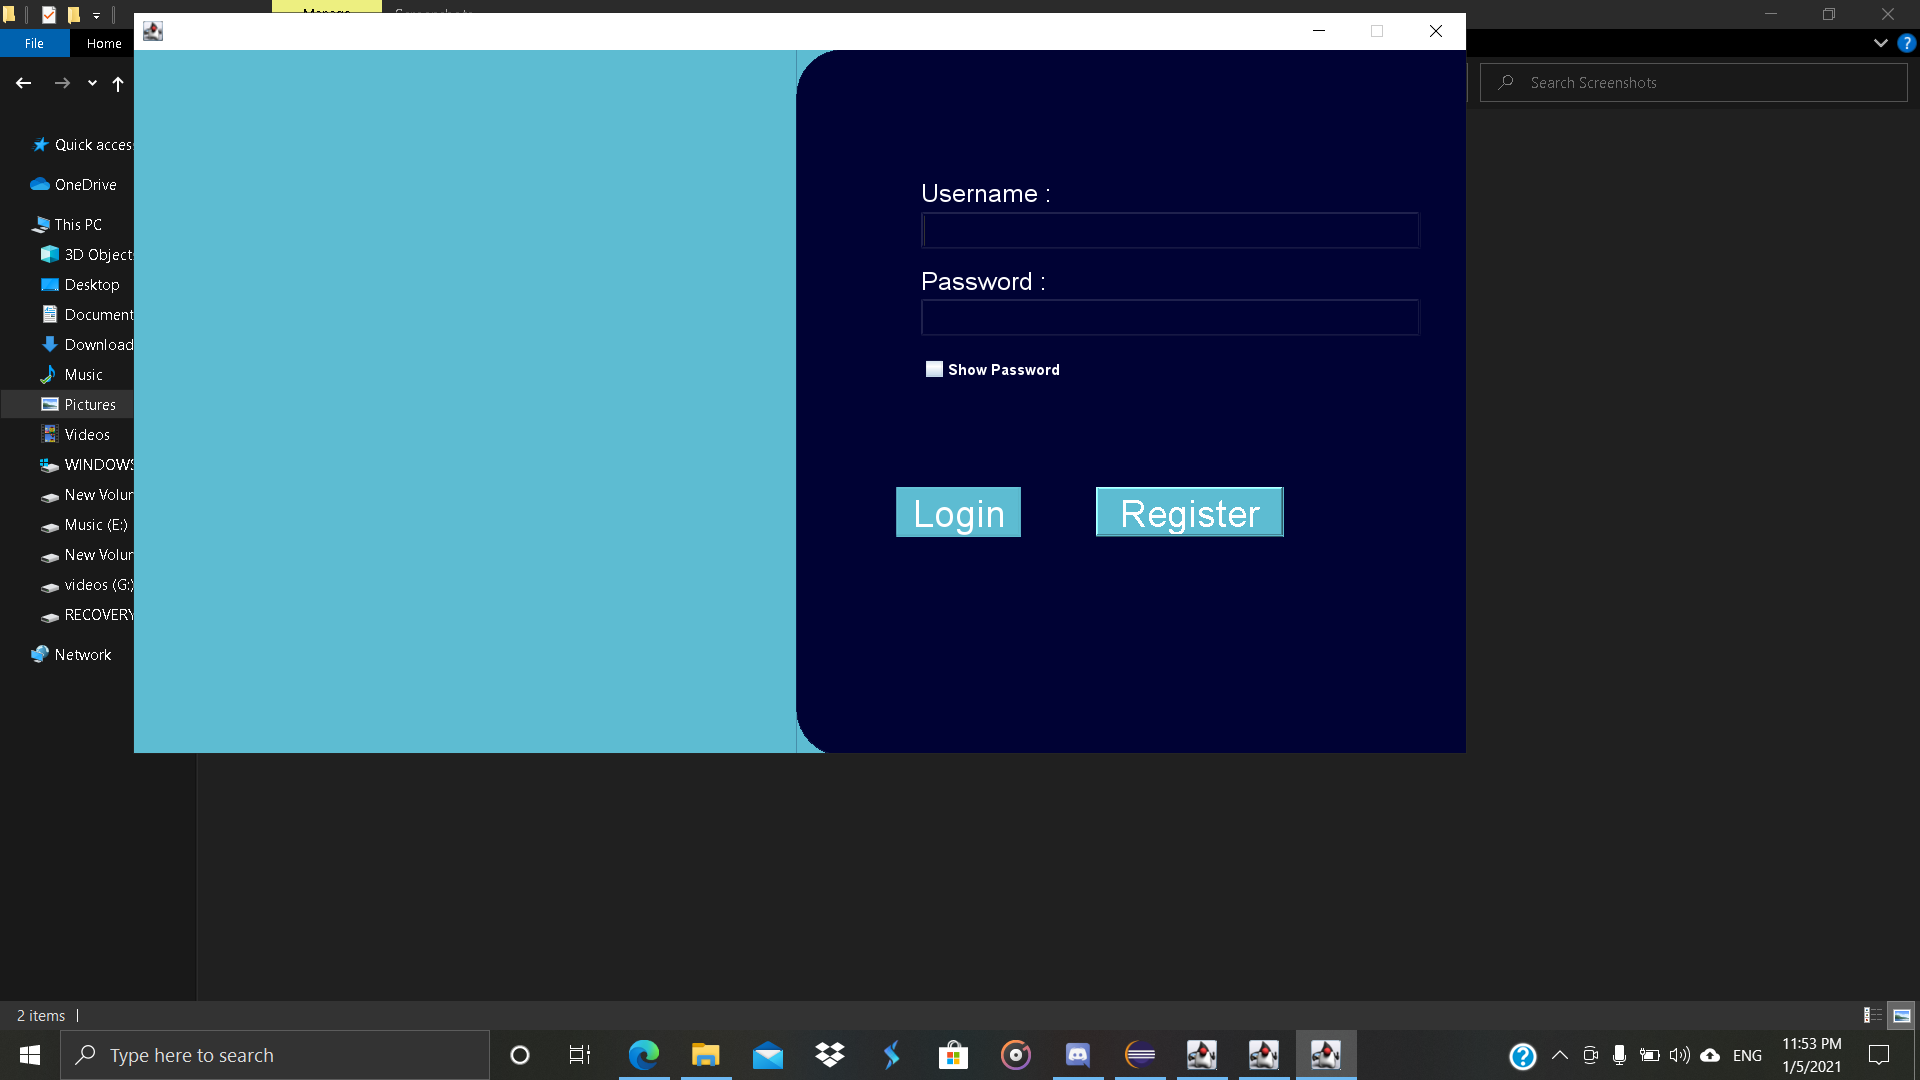 Manage
Screenshots
File
Home
Search Screenshots
Quick acces
OneDrive
This PC
3D Object
Desktop
Document
Download
Music
Pictures
Videos
WINDOWS
New Volur
Music (E:)
New Volur
videos (G:)
RECOVERY
Network
Username :
Password :
Show Password
Login
Register
2 items
Type here to search
ENG
11:53 PM
1/5/2021